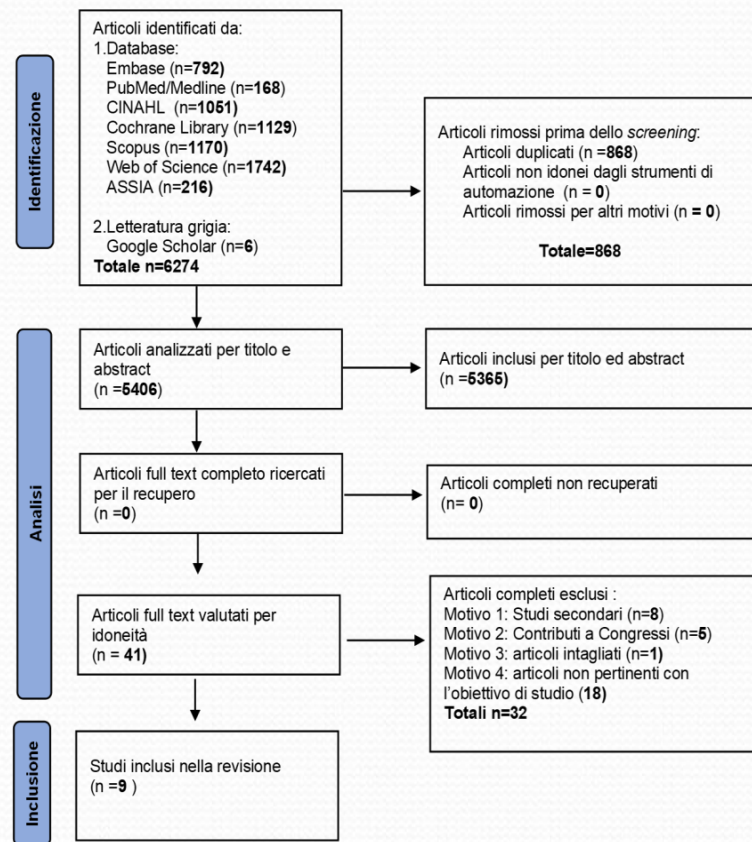 Identificazione
Articoli identificati da:
1.Database:
Embase (n=792)
PubMed/Medline (n=168)
CINAHL (n=1051)
Cochrane Library (n=1129)
Scopus (n=1170)
Web of Science (n=1742)
ASSIA (n=216)
2.Letteratura grigia:
Google Scholar (n=6)
Totale n=6274
Articoli rimossi prima dello screening:
Articoli duplicati (n =868)
Articoli non idonei dagli strumenti di
automazione (n = 0)
Articoli rimossi per altri motivi (n = 0)
Totale=868
Analisi
Articoli analizzati per titolo e
abstract
(n =5406)
Articoli inclusi per titolo ed abstract
(n =5365)
Articoli full text completo ricercati
per il recupero
(n =0)
Articoli completi non recuperati
(n= 0)
Articoli full text valutati per
idoneità
(n = 41)
Articoli completi esclusi :
Motivo 1: Studi secondari (n=8)
Motivo 2: Contributi a Congressi (n=5)
Motivo 3: articoli intagliati (n=1)
Motivo 4: articoli non pertinenti con
l'obiettivo di studio (18)
Totali n=32
Inclusione
Studi inclusi nella revisione
(n =9 )